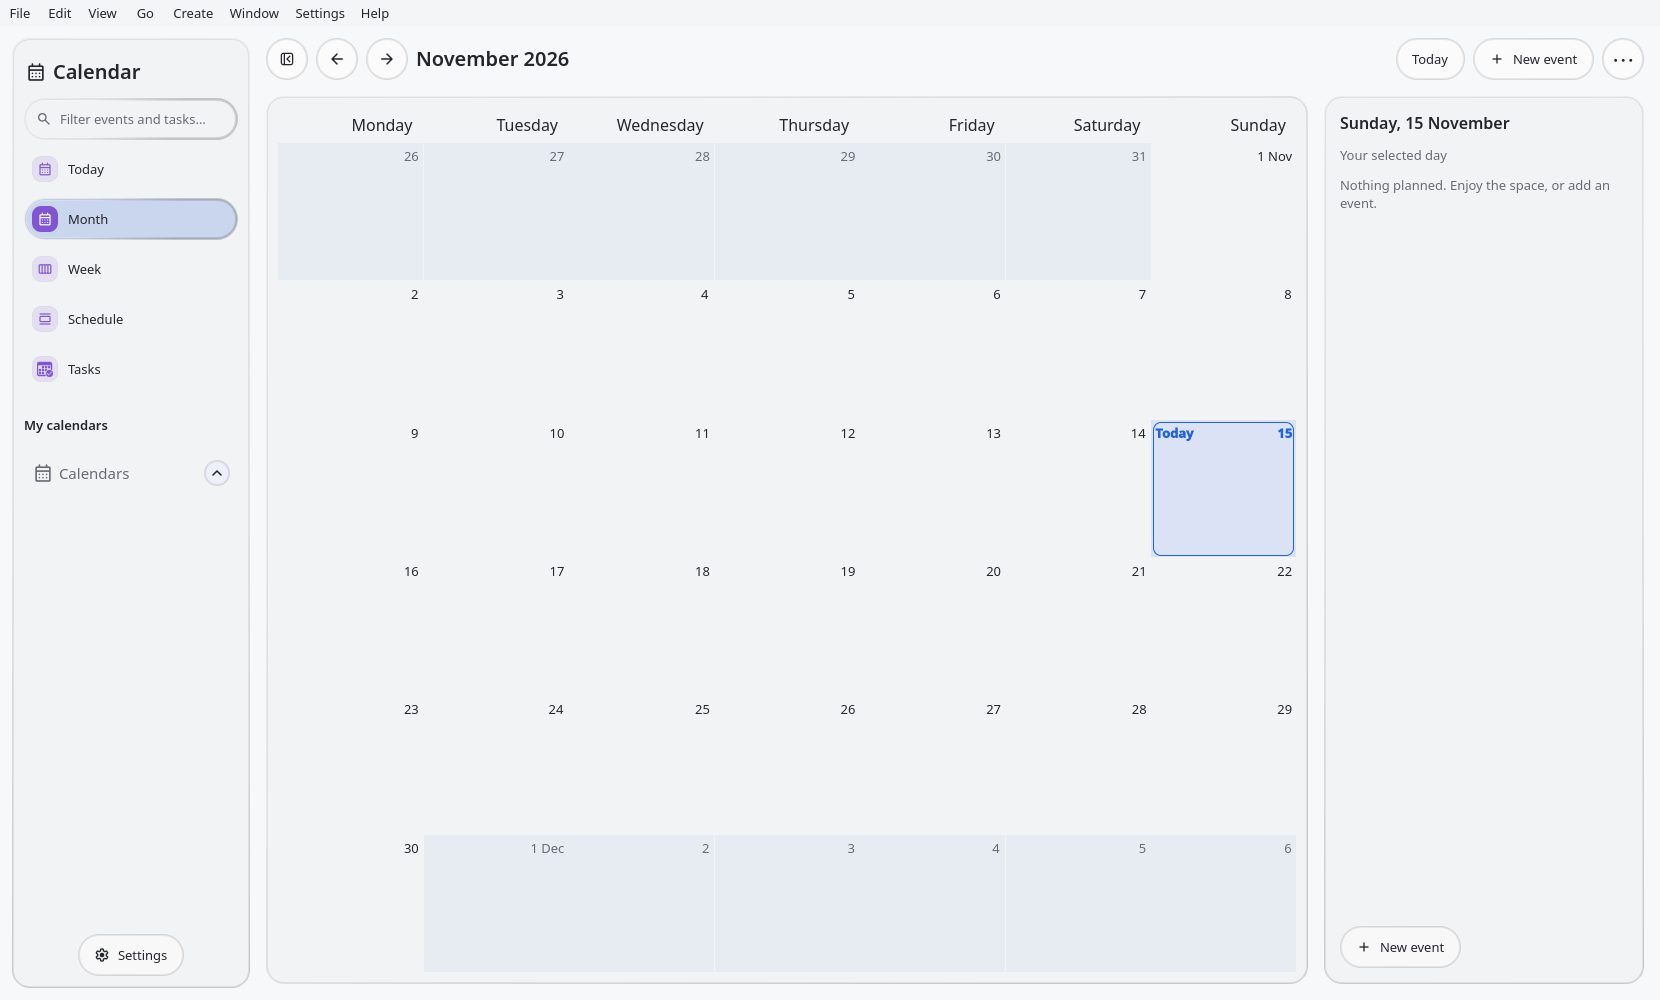 File Edit View Go Create Window Settings Help
Calendar
Filter events and tasks...
Today
Month
Week
Schedule
Tasks
My calendars
Calendars
Settings
November 2026
Today
New event
Monday Tuesday Wednesday Thursday Friday Saturday Sunday
26 27 28 29 30 31 1 Nov
2 3 4 5 6 7 8
9 10 11 12 13 14 Today 15
16 17 18 19 20 21 22
23 24 25 26 27 28 29
30 1 Dec 2 3 4 5 6
Sunday, 15 November
Your selected day
Nothing planned. Enjoy the space, or add an
event.
New event